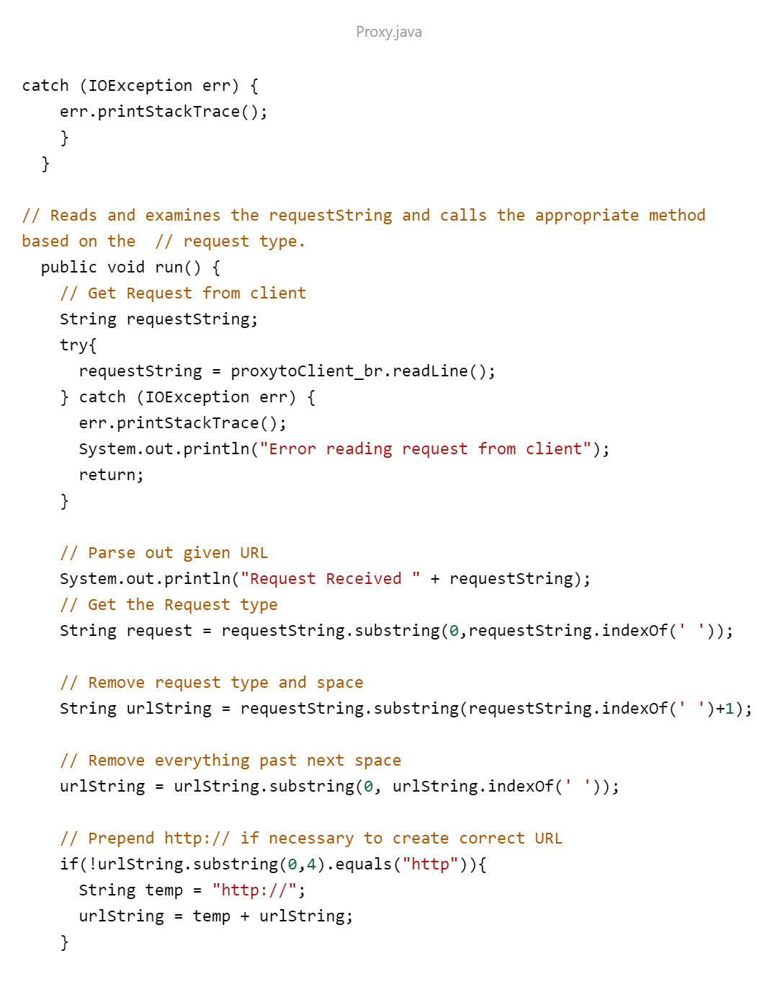 Proxy.java
catch (IOException err) {
    err.printStackTrace();
    }
  }
// Reads and examines the requestString and calls the appropriate method
based on the  // request type.
  public void run() {
    // Get Request from client
    String requestString;
    try{
      requestString = proxytoClient_br.readLine();
    } catch (IOException err) {
      err.printStackTrace();
      System.out.println("Error reading request from client");
      return;
    }
    // Parse out given URL
    System.out.println("Request Received " + requestString);
    // Get the Request type
    String request = requestString.substring(0,requestString.indexOf(' '));
    // Remove request type and space
    String urlString = requestString.substring(requestString.indexOf(' ')+1);
    // Remove everything past next space
    urlString = urlString.substring(0, urlString.indexOf(' '));
    // Prepend http:// if necessary to create correct URL
    if(!urlString.substring(0,4).equals("http")){
      String temp = "http://";
      urlString = temp + urlString;
    }